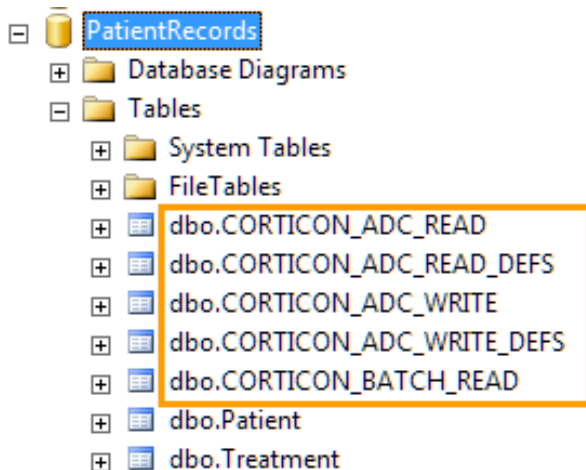 PatientRecords
Database Diagrams
Tables
System Tables
FileTables
dbo.CORTICON_ADC_READ
dbo.CORTICON_ADC_READ_DEFS
dbo.CORTICON_ADC_WRITE
dbo.CORTICON_ADC_WRITE_DEFS
dbo.CORTICON_BATCH_READ
dbo.Patient
dbo.Treatment